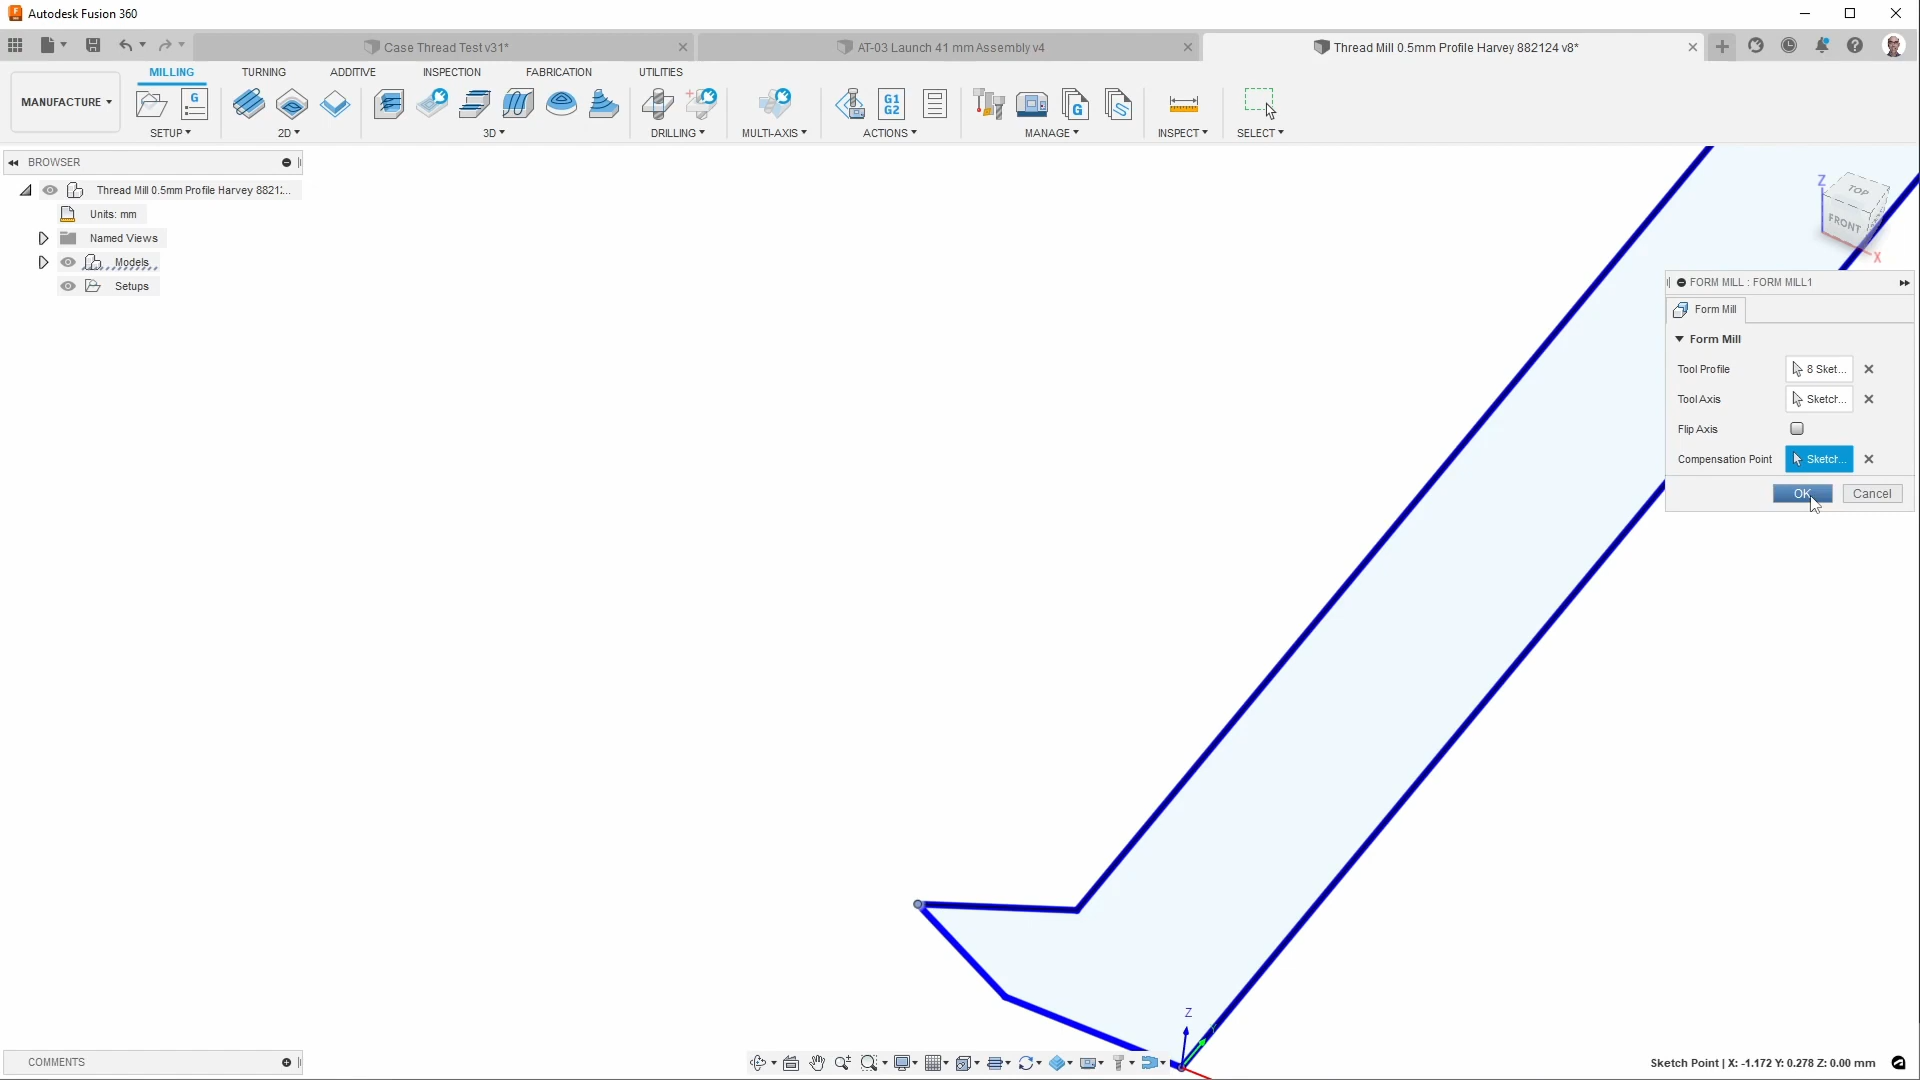 Autodesk Fusion 360
Case Thread Test v31*
AT-03 Launch 41 mm Assembly v4
Thread Mill 0.5mm Profile Harvey 882124 v8*
MILLING
TURNING
ADDITIVE
INSPECTION
FABRICATION
UTILITIES
MANUFACTURE
G
G1
G2
G
SETUP
2D
3D
DRILLING
MULTI-AXIS
ACTIONS
MANAGE
INSPECT
SELECT
BROWSER
Thread Mill 0.5mm Profile Harvey 8821:...
Units: mm
Named Views
Models
Setups
Z
TOP
FRONT
X
FORM MILL : FORM MILL1
Form Mill
Form Mill
Tool Profile
8 Sket...
Tool Axis
Sketch...
Flip Axis
Compensation Point
Sketch...
OK
Cancel
Z
COMMENTS
Sketch Point | X: -1.172 Y: 0.278 Z: 0.00 mm